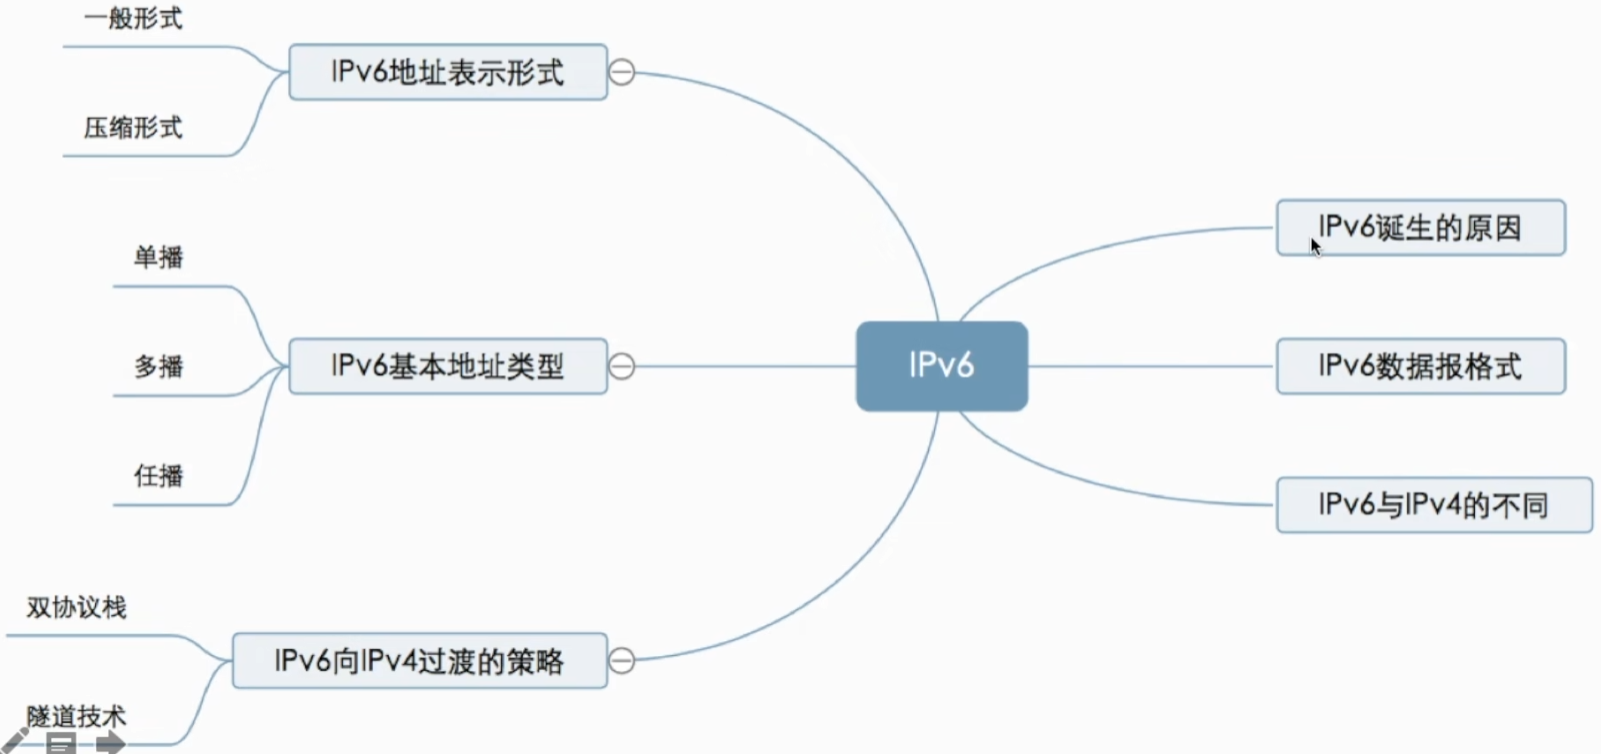 一般形式
IPv6地址表示形式
压缩形式
单播
IPv6基本地址类型
多播
任播
双协议栈
IPv6向IPv4过渡的策略
隧道技术
IPv6
IPv6诞生的原因
IPv6数据报格式
IPv6与IPv4的不同